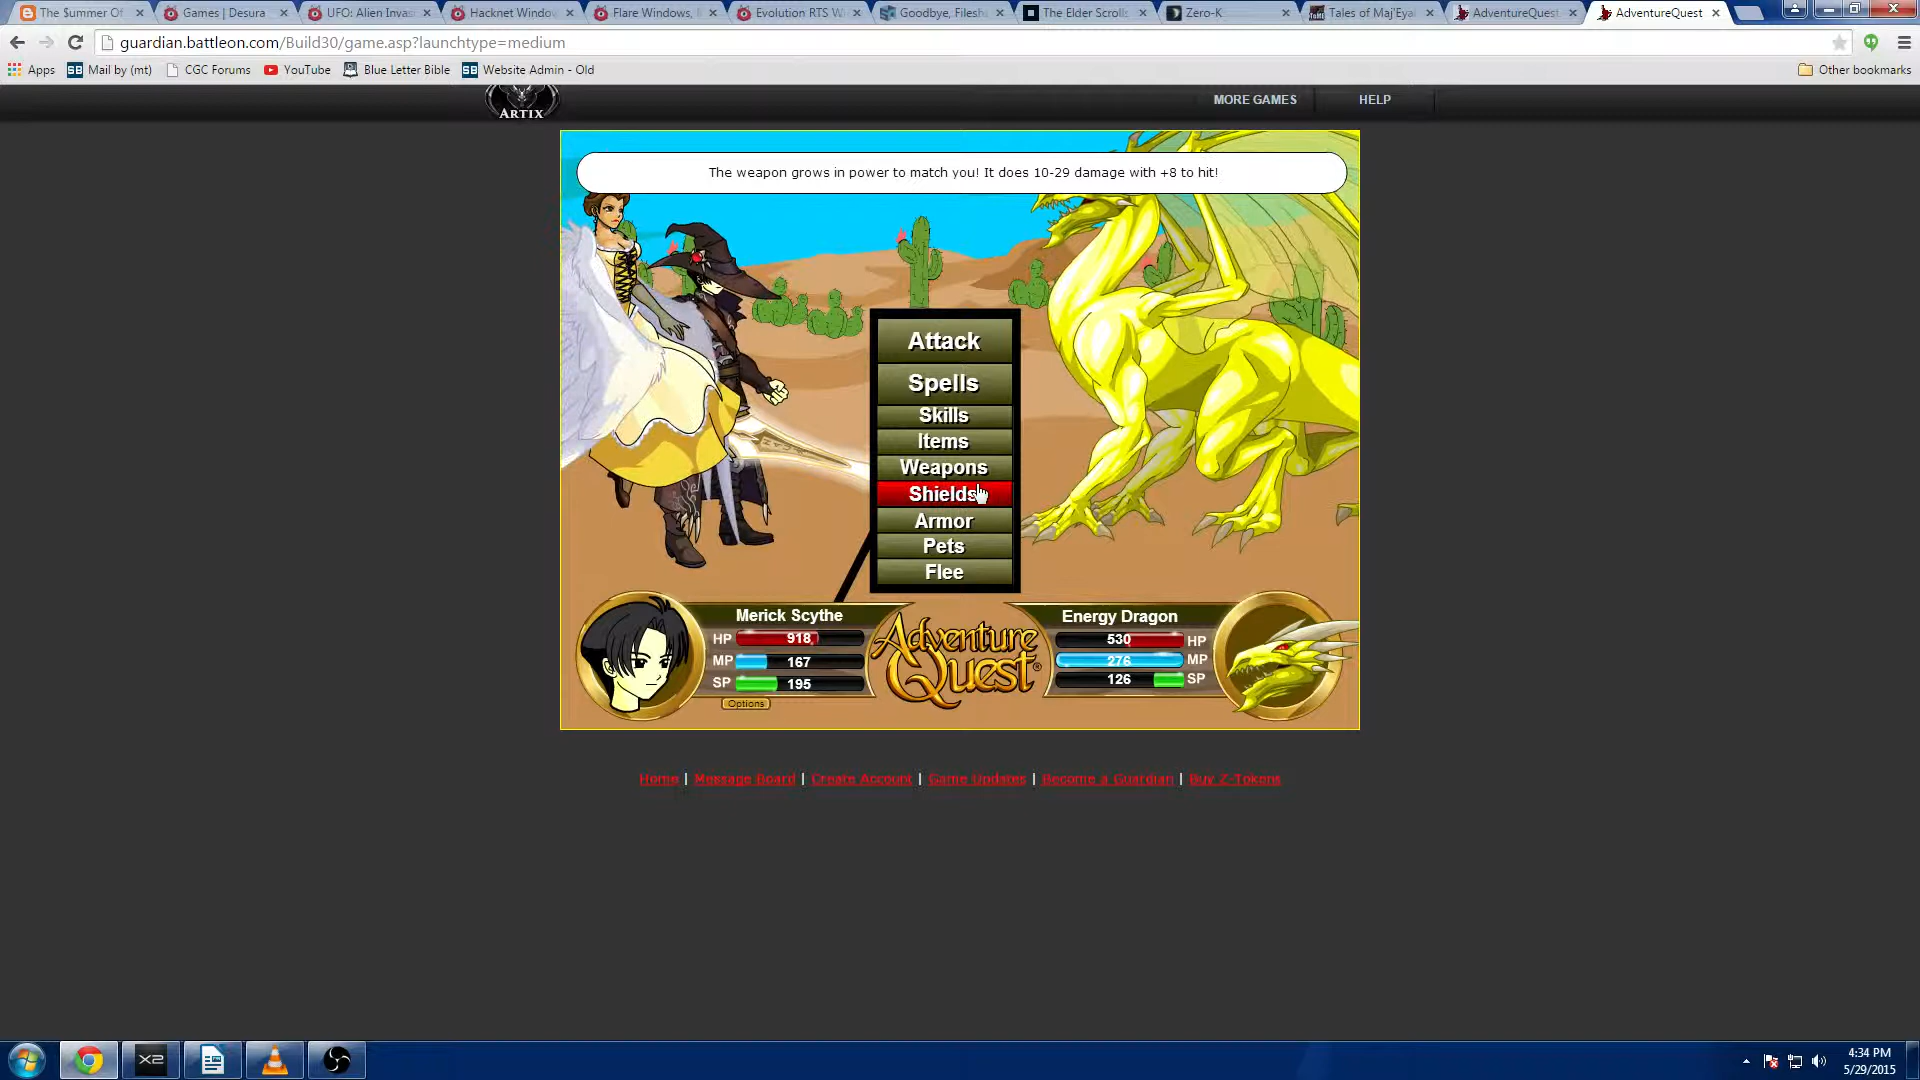 The Summer Of
Games | Desura
UFO: Alien Invas
Hacknet Window
Flare Windows,
Evolution RTS W
Goodbye, Filesh
The Elder Scrolls
Zero-K
Tales of Maj'Eyal
AdventureQuest
AdventureQuest
guardian.battleon.com/Build30/game.asp?launchtype=medium
Apps
SB Mail by (mt)
CGC Forums
YouTube
Blue Letter Bible
SB Website Admin - Old
Other bookmarks
ARTIX
MORE GAMES
HELP
The weapon grows in power to match you! It does 10-29 damage with +8 to hit!
Attack
Spells
Skills
Items
Weapons
Shields
Armor
Pets
Flee
Merick Scythe
HP 918
MP 167
SP 195
Options
Adventure
Quest
Energy Dragon
530 HP
276 MP
126 SP
Home | Message Board | Create Account | Game Updates | Become a Guardian | Buy Z-Tokens
X2
4:34 PM
5/29/2015